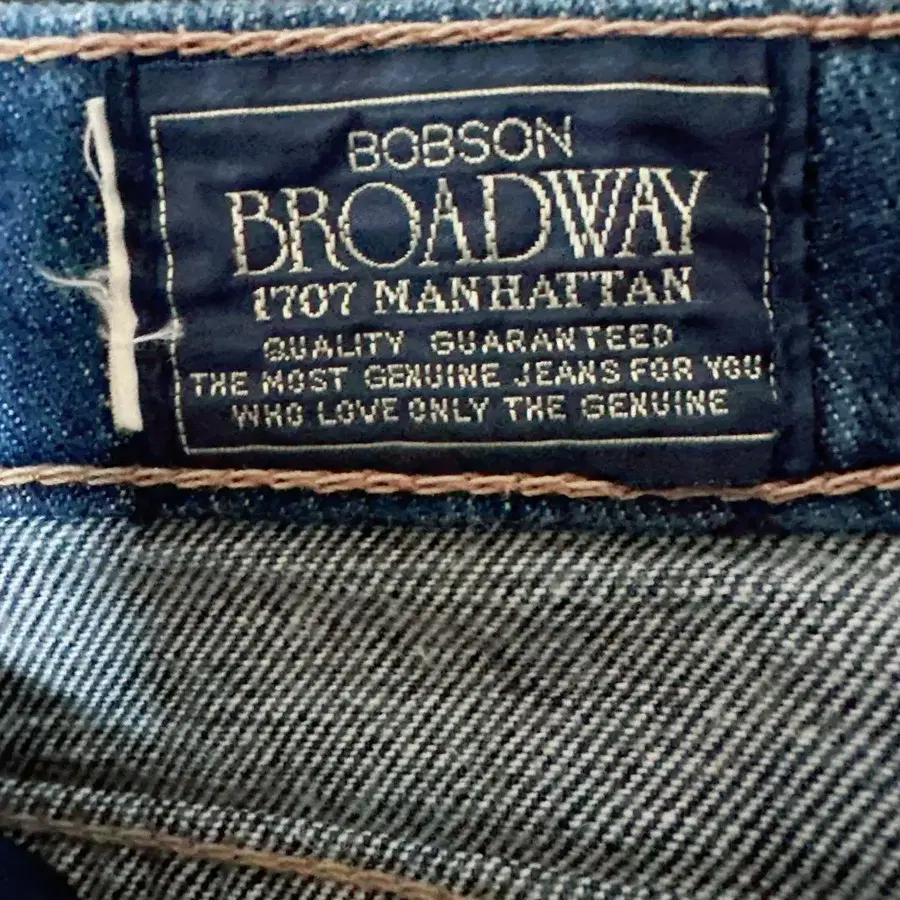 BOBSON
BROADWAY
1707 MANHATTAN
QUALITY GUARANTEED
THE MOST GENUINE JEANS FOR YOU
WHO LOVE ONLY THE GENUINE